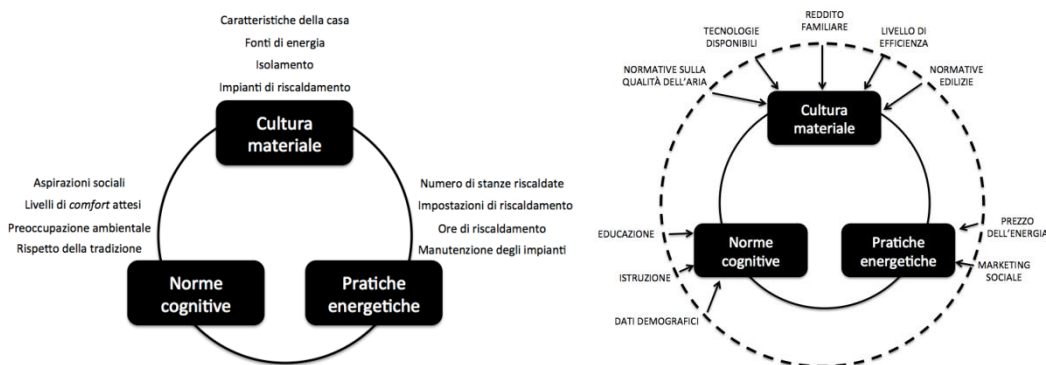 Caratteristiche della casa
Fonti di energia
Isolamento
Impianti di riscaldamento
Cultura
materiale
Aspirazioni sociali
Livelli di comfort attesi
Preoccupazione ambientale
Rispetto della tradizione
Numero di stanze riscaldate
Impostazioni di riscaldamento
Ore di riscaldamento
Manutenzione degli impianti
Norme
cognitive
Pratiche
energetiche
TECNOLOGIE
DISPONIBILI
REDDITO
FAMILIARE
LIVELLO DI
EFFICIENZA
NORMATIVE SULLA
QUALITÀ DELL'ARIA
NORMATIVE
EDILIZIE
Cultura
materiale
EDUCAZIONE
ISTRUZIONE
DATI DEMOGRAFICI
Norme
cognitive
Pratiche
energetiche
PREZZO
DELL'ENERGIA
MARKETING
SOCIALE